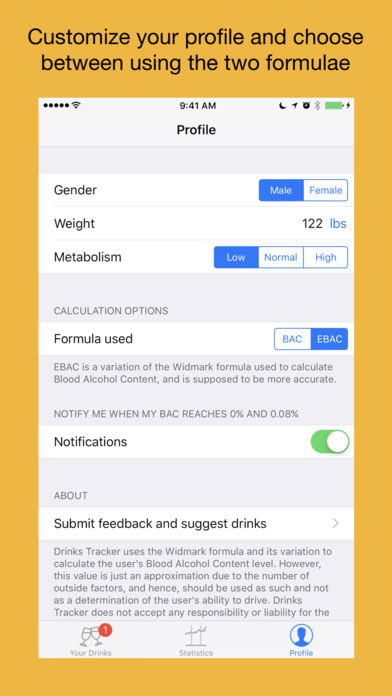 Customize your profile and choose
between using the two formulae
9:41 AM
Profile
Gender Male Female
Weight 122 lbs
Metabolism Low Normal High
CALCULATION OPTIONS
Formula used BAC EBAC
EBAC is a variation of the Widmark formula used to calculate
Blood Alcohol Content, and is supposed to be more accurate.
NOTIFY ME WHEN MY BAC REACHES 0% AND 0.08%
Notifications
ABOUT
Submit feedback and suggest drinks
Drinks Tracker uses the Widmark formula and its variation to
calculate the user's Blood Alcohol Content level. However,
this value is just an approximation due to the number of
outside factors, and hence, should be used as such and not
as a determination of the user's ability to drive. Drinks
Tracker does not accept any responsibility or liability for the
1
Your Drinks Statistics Profile